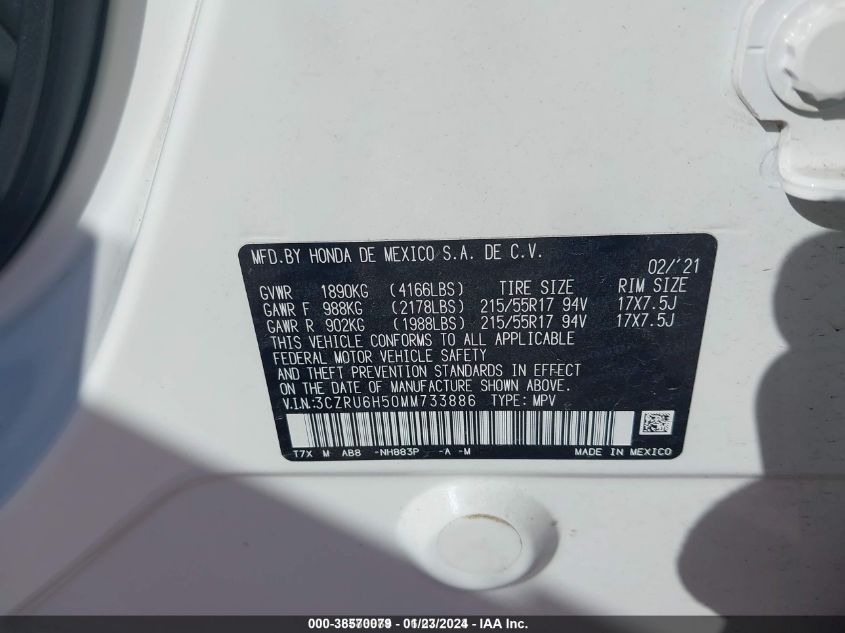 MFD.BY HONDA DE MEXICO S.A. DE C.V. 02/'21
GVWR 1890KG (4166LBS) TIRE SIZE RIM SIZE
GAWR F 988KG (2178LBS) 215/55R17 94V 17X7.5J
GAWR R 902KG (1988LBS) 215/55R17 94V 17X7.5J
THIS VEHICLE CONFORMS TO ALL APPLICABLE
FEDERAL MOTOR VEHICLE SAFETY
AND THEFT PREVENTION STANDARDS IN EFFECT
ON THE DATE OF MANUFACTURE SHOWN ABOVE.
V.I.N:3CZRU6H50MM733886 TYPE: MPV
T7X M AB8 -NH883P -A -M MADE IN MEXICO
- 01/23/2024 - IAA Inc.